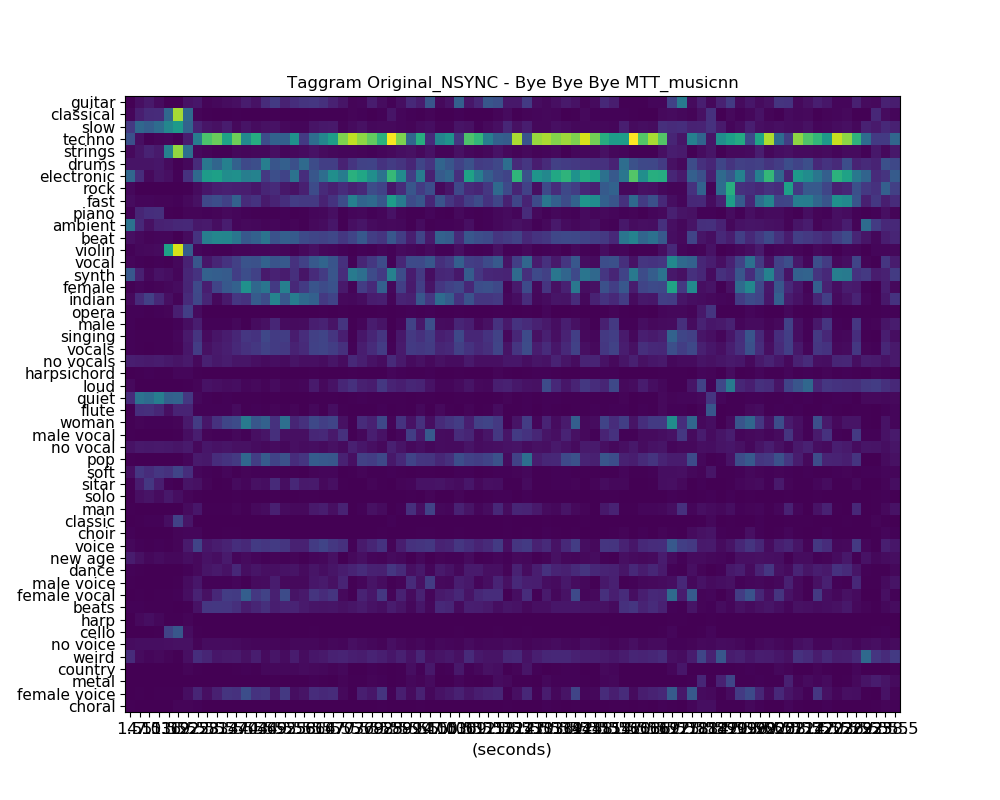 Taggram Original_NSYNC - Bye Bye Bye MTT_musicnn
guitar
classical
slow
techno
strings
drums
electronic
rock
fast
piano
ambient
beat
violin
vocal
synth
female
indian
opera
male
singing
vocals
no vocals
harpsichord
loud
quiet
flute
woman
male vocal
no vocal
pop
soft
sitar
solo
man
classic
choir
voice
new age
dance
male voice
female vocal
beats
harp
cello
no voice
weird
country
metal
female voice
choral
(seconds)